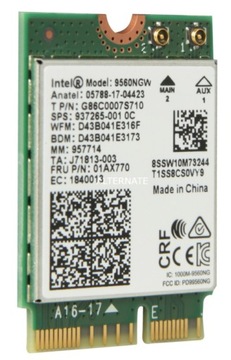 Intel® Model: 9560NGW
Anatel: 05788-17-04423
T P/N: G86C0007S710
SPS: 937265-001 0C
WFM: D43B041E316F
BDM: D43B041E3173
MM: 957714
TA: J71813-003
FRU P/N: 01AX770
EC: 1840013
MAIN
2
AUX
1
8SSW10M73244
T1SS8CS0VY9
Made in China
CRF
IC: 1000M-9560NG
FCC ID: PD99560NG
ALTERNATE
A16-17
E